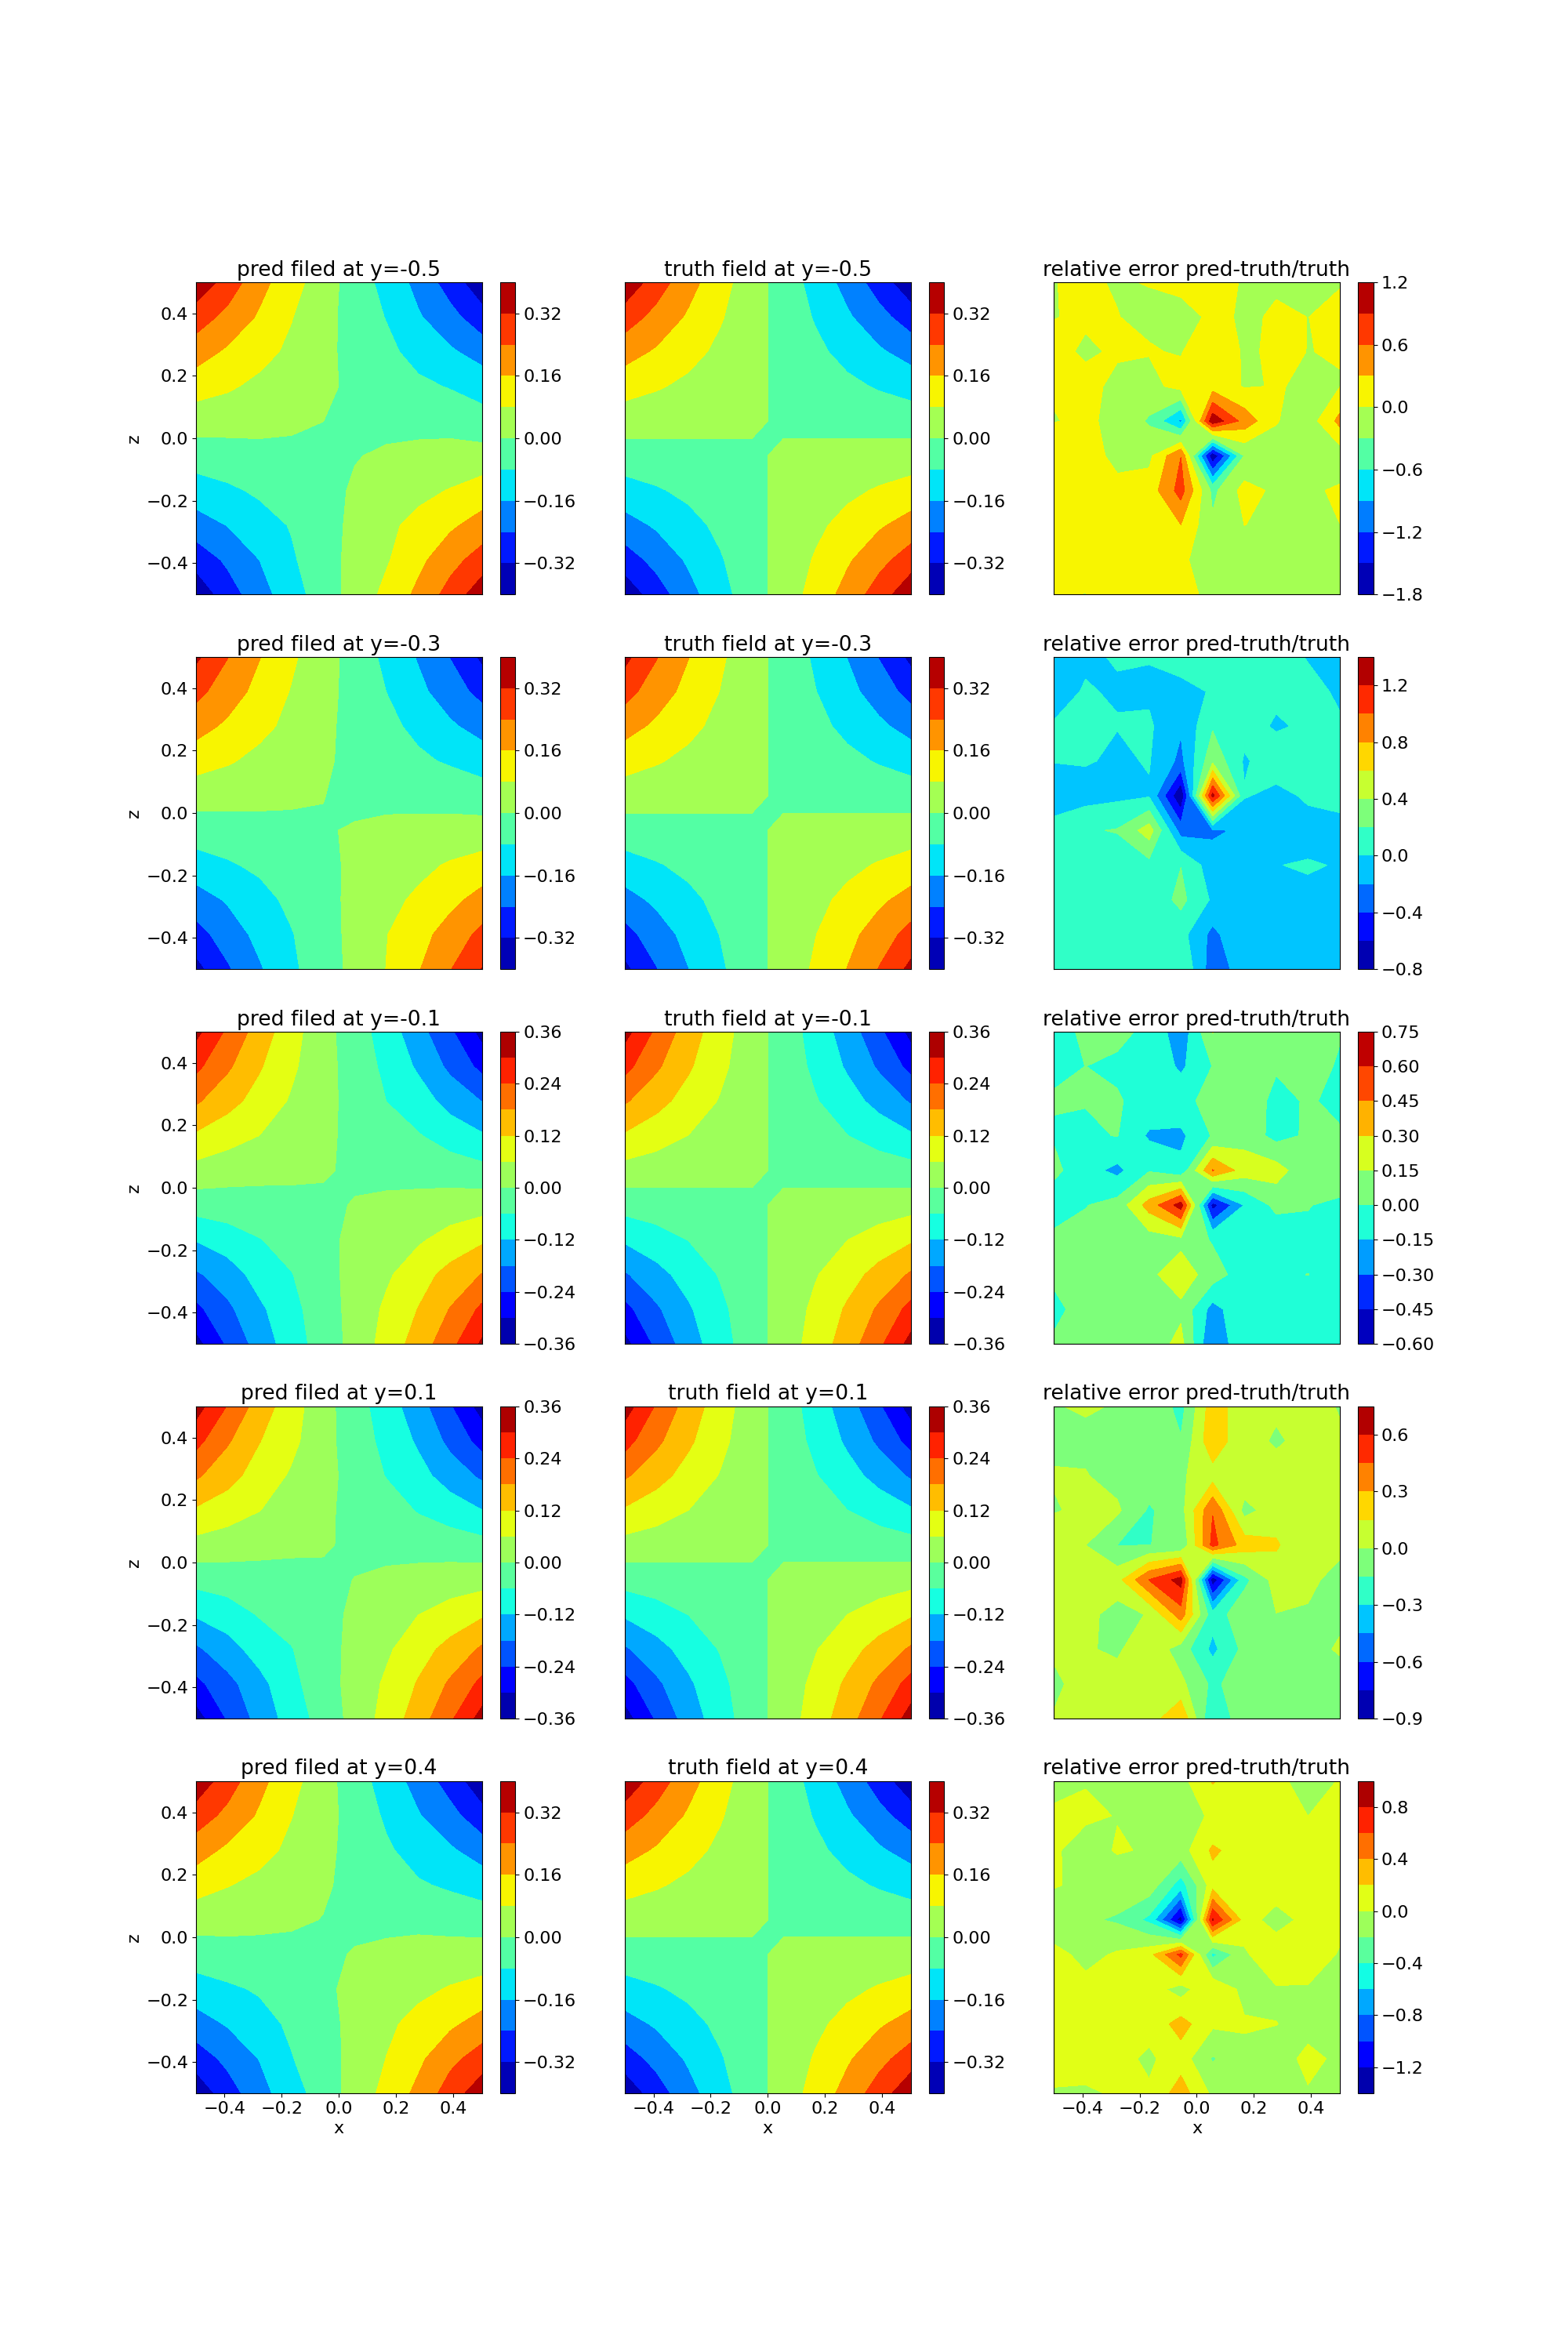 pred filed at y=-0.5 truth field at y=-0.5 relative error pred-truth/truth
z 0.4 0.2 0.0 −0.2 −0.4
0.32 0.16 0.00 −0.16 −0.32
0.32 0.16 0.00 −0.16 −0.32
1.2 0.6 0.0 −0.6 −1.2 −1.8
pred filed at y=-0.3 truth field at y=-0.3 relative error pred-truth/truth
z 0.4 0.2 0.0 −0.2 −0.4
0.32 0.16 0.00 −0.16 −0.32
0.32 0.16 0.00 −0.16 −0.32
1.2 0.8 0.4 0.0 −0.4 −0.8
pred filed at y=-0.1 truth field at y=-0.1 relative error pred-truth/truth
z 0.4 0.2 0.0 −0.2 −0.4
0.36 0.24 0.12 0.00 −0.12 −0.24 −0.36
0.36 0.24 0.12 0.00 −0.12 −0.24 −0.36
0.75 0.60 0.45 0.30 0.15 0.00 −0.15 −0.30 −0.45 −0.60
pred filed at y=0.1 truth field at y=0.1 relative error pred-truth/truth
z 0.4 0.2 0.0 −0.2 −0.4
0.36 0.24 0.12 0.00 −0.12 −0.24 −0.36
0.36 0.24 0.12 0.00 −0.12 −0.24 −0.36
0.6 0.3 0.0 −0.3 −0.6 −0.9
pred filed at y=0.4 truth field at y=0.4 relative error pred-truth/truth
z 0.4 0.2 0.0 −0.2 −0.4
0.32 0.16 0.00 −0.16 −0.32
0.32 0.16 0.00 −0.16 −0.32
0.8 0.4 0.0 −0.4 −0.8 −1.2
−0.4 −0.2 0.0 0.2 0.4 −0.4 −0.2 0.0 0.2 0.4 −0.4 −0.2 0.0 0.2 0.4
x x x